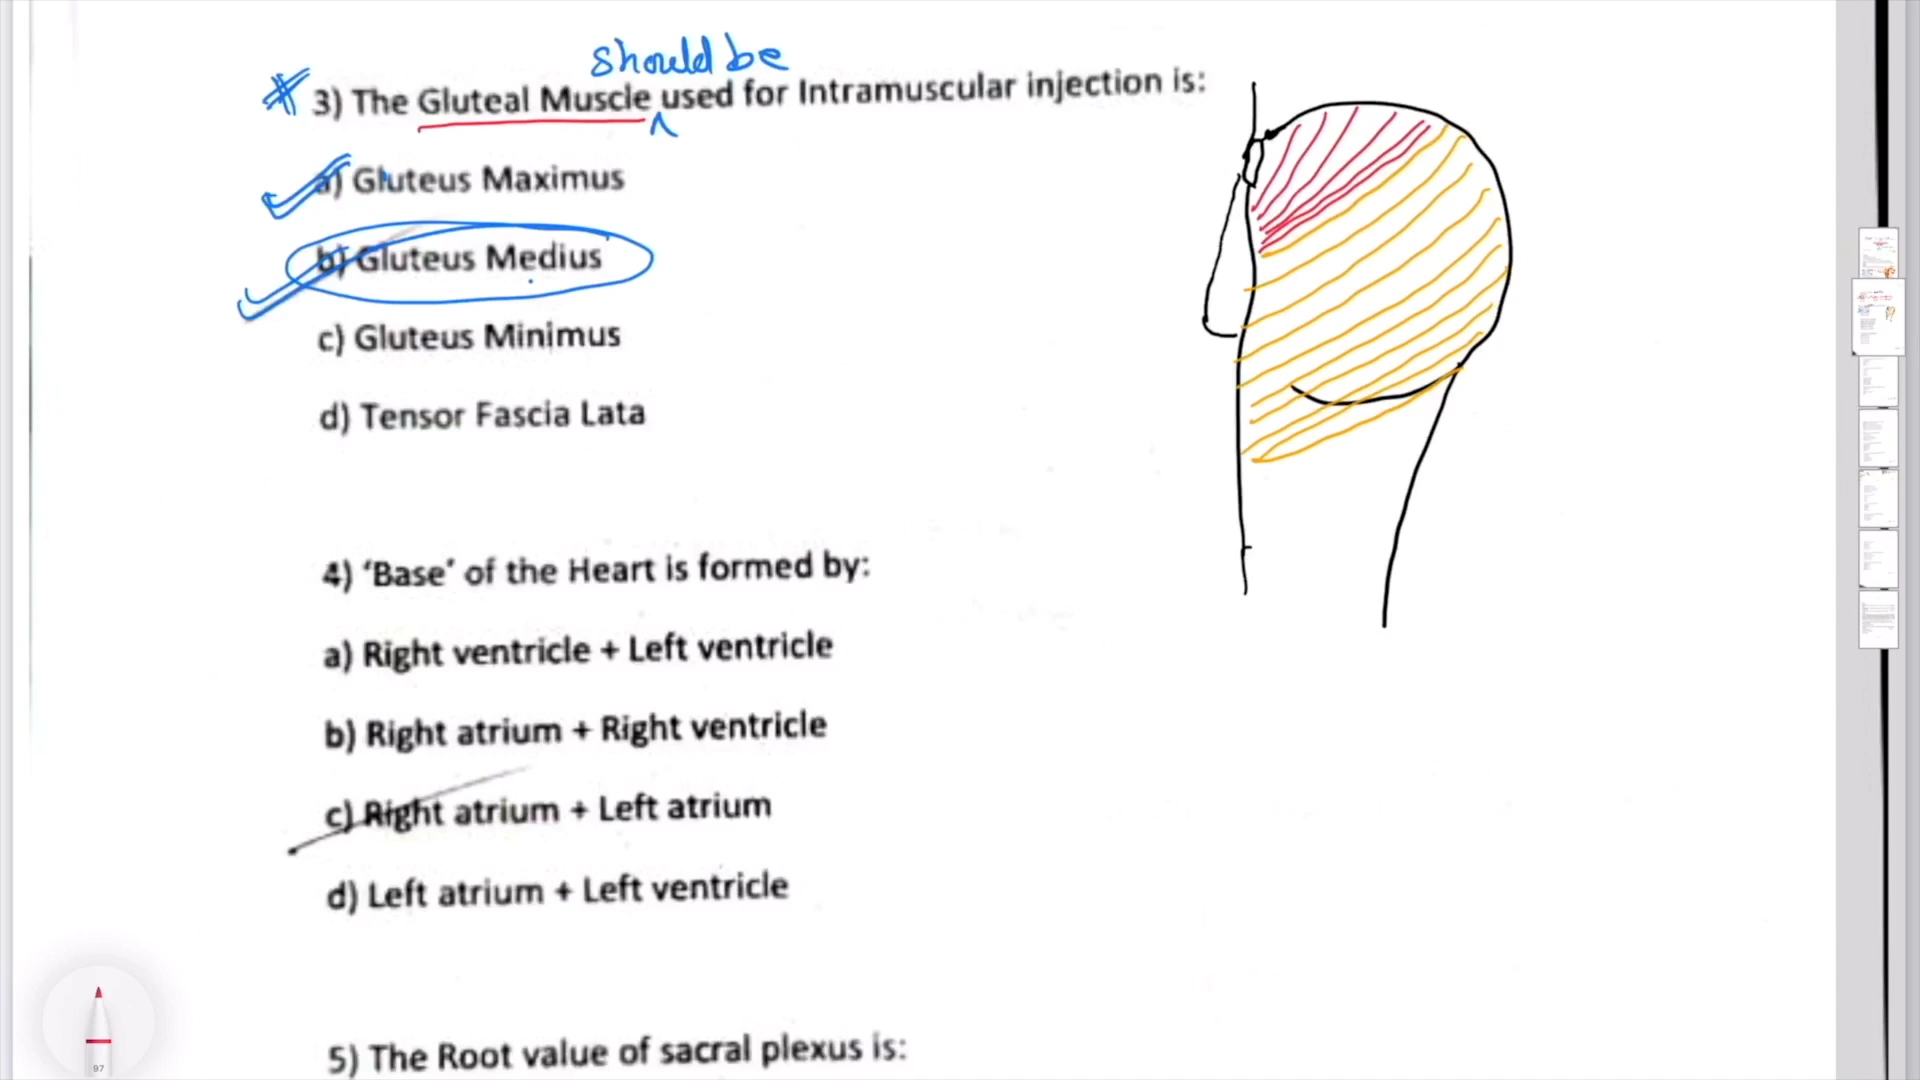 should be
3) The Gluteal Muscle ^ used for Intramuscular injection is:
a) Gluteus Maximus
b) Gluteus Medius
c) Gluteus Minimus
d) Tensor Fascia Lata
4) ‘Base’ of the Heart is formed by:
a) Right ventricle + Left ventricle
b) Right atrium + Right ventricle
c) Right atrium + Left atrium
d) Left atrium + Left ventricle
5) The Root value of sacral plexus is:
97